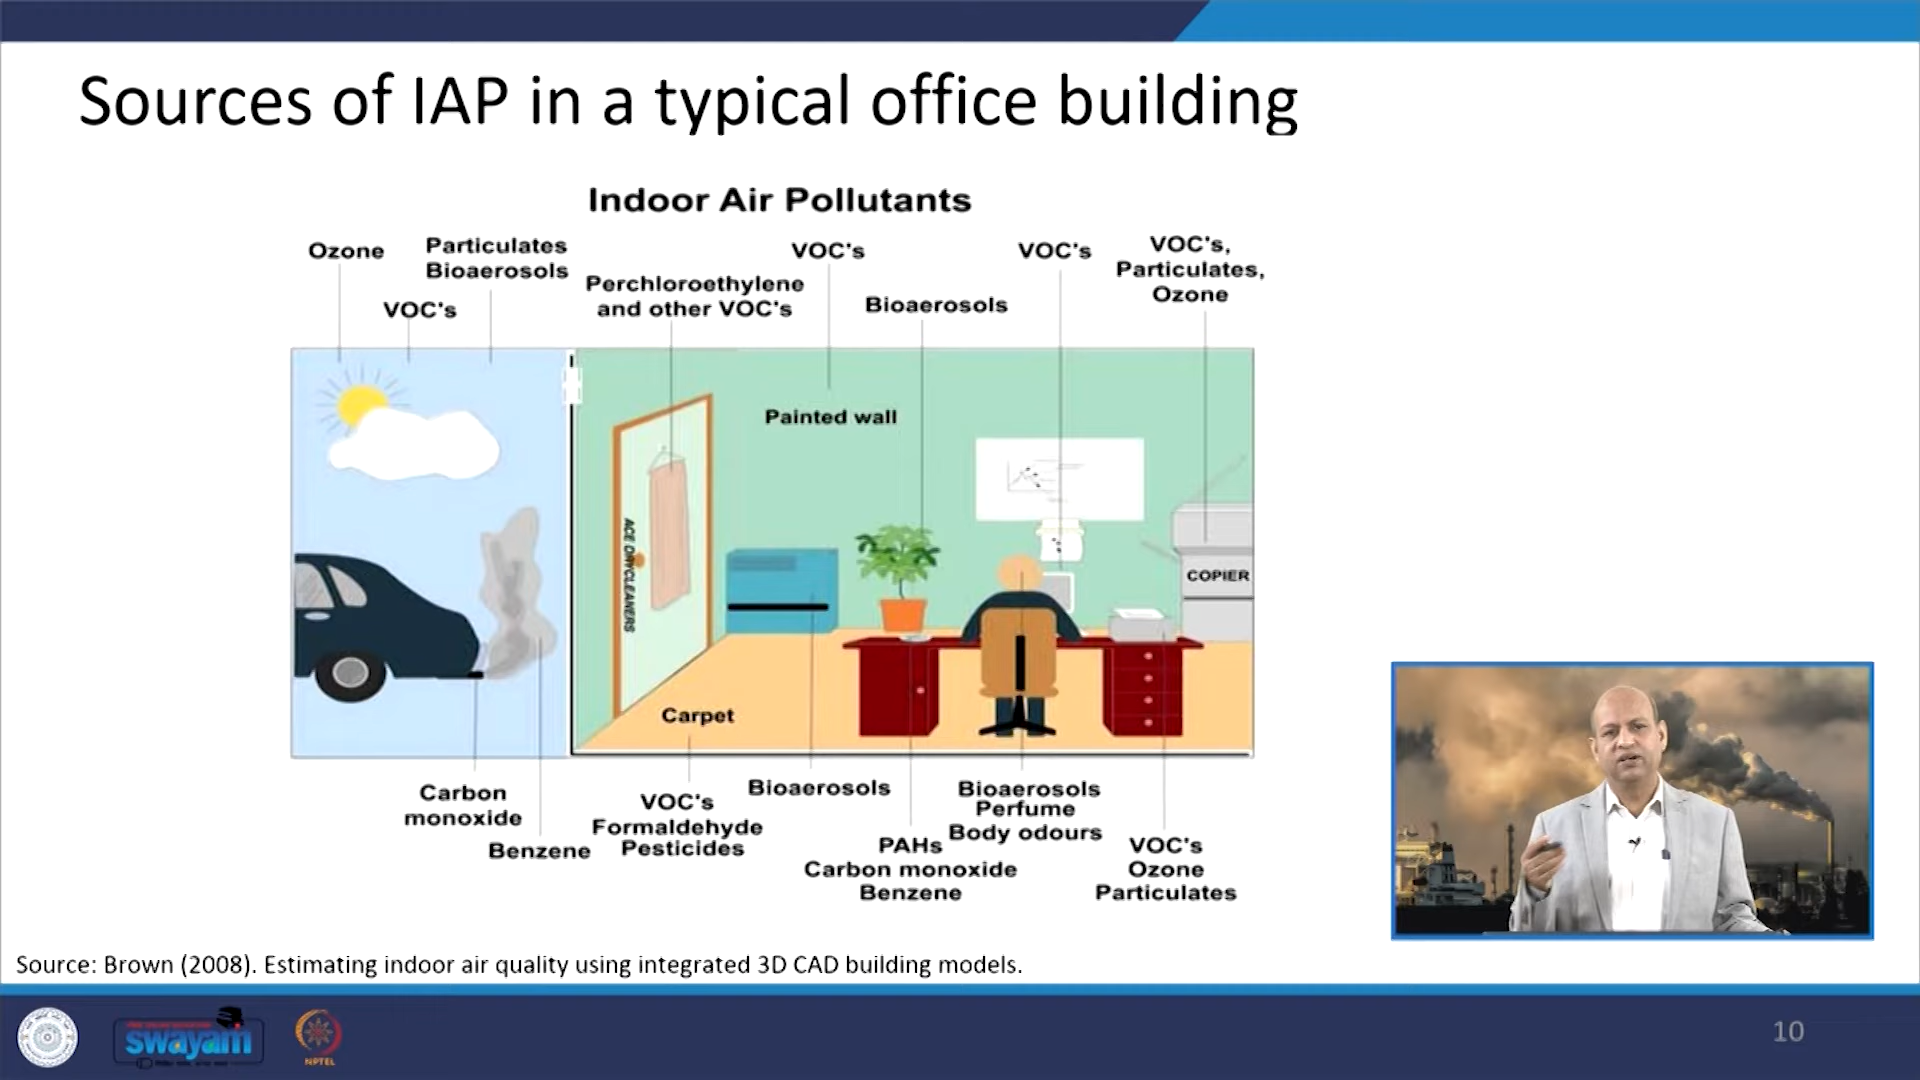 Sources of IAP in a typical office building
Indoor Air Pollutants
Ozone
Particulates
Bioaerosols
VOC's
Perchloroethylene
and other VOC's
VOC's
Bioaerosols
VOC's
VOC's,
Particulates,
Ozone
Painted wall
ACE DRYCLEANERS
COPIER
Carpet
Carbon
monoxide
Benzene
VOC's
Formaldehyde
Pesticides
Bioaerosols
PAHs
Carbon monoxide
Benzene
Bioaerosols
Perfume
Body odours
VOC's
Ozone
Particulates
Source: Brown (2008). Estimating indoor air quality using integrated 3D CAD building models.
swayam
NPTEL
10